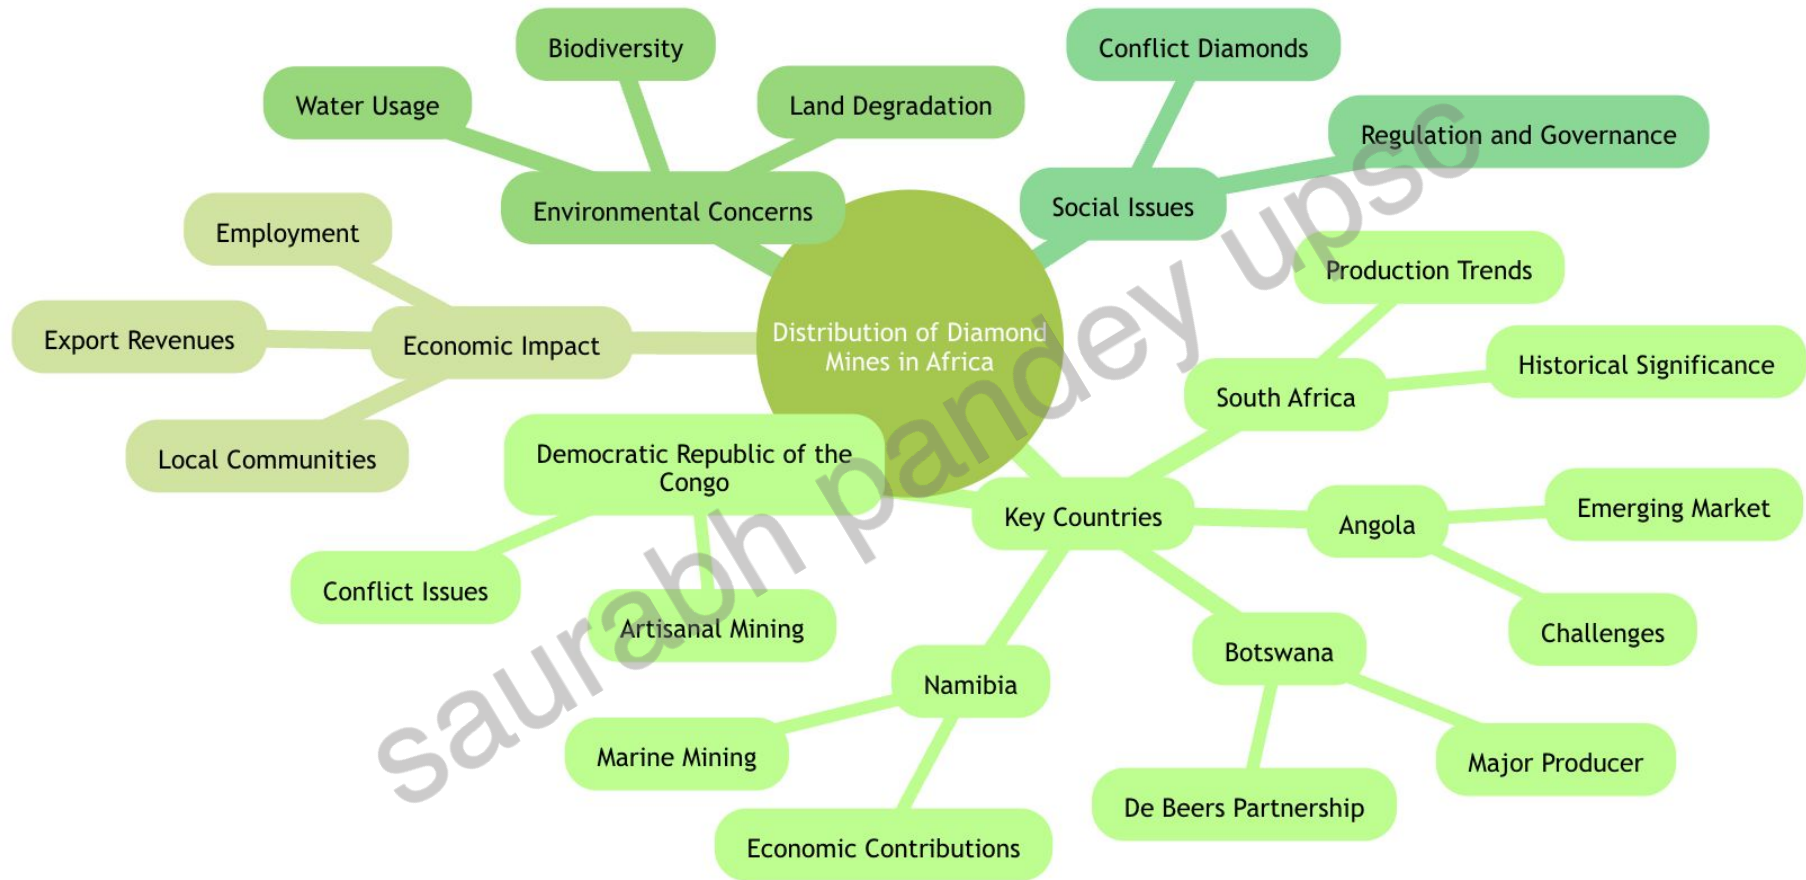 Biodiversity
Conflict Diamonds
Water Usage
Land Degradation
Regulation and Governance
Environmental Concerns
Social Issues
Employment
Production Trends
Export Revenues
Economic Impact
Distribution of Diamond
Mines in Africa
Historical Significance
South Africa
Local Communities
Democratic Republic of the
Congo
Key Countries
Angola
Emerging Market
Conflict Issues
Artisanal Mining
Challenges
Botswana
Namibia
Marine Mining
Major Producer
De Beers Partnership
Economic Contributions
saurabh pandey upsc